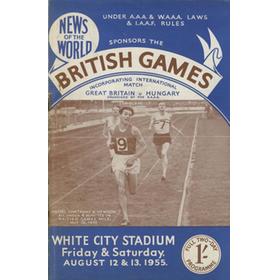 NEWS
OF THE
WORLD
UNDER A.A.A & W.A.A.A. LAWS
& I.A.A.F. RULES
SPONSORS THE
BRITISH GAMES
INCORPORATING INTERNATIONAL
MATCH
GREAT BRITAIN v HUNGARY
9
WHITE CITY STADIUM
Friday & Saturday,
AUGUST 12 & 13, 1955.
FULL TWO-DAY
1/-
PROGRAMME